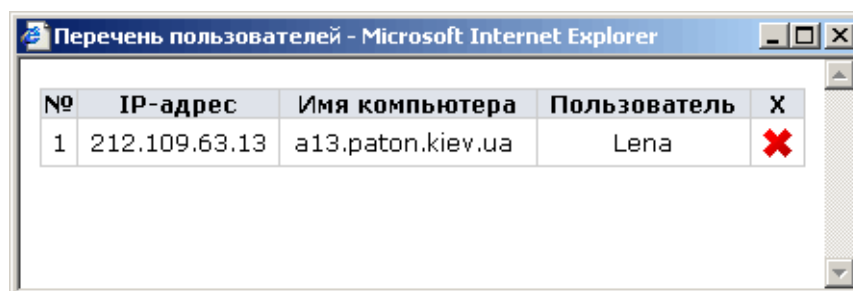 Перечень пользователей - Microsoft Internet Explorer
№ IP-адрес Имя компьютера Пользователь X
1 212.109.63.13 a13.paton.kiev.ua Lena